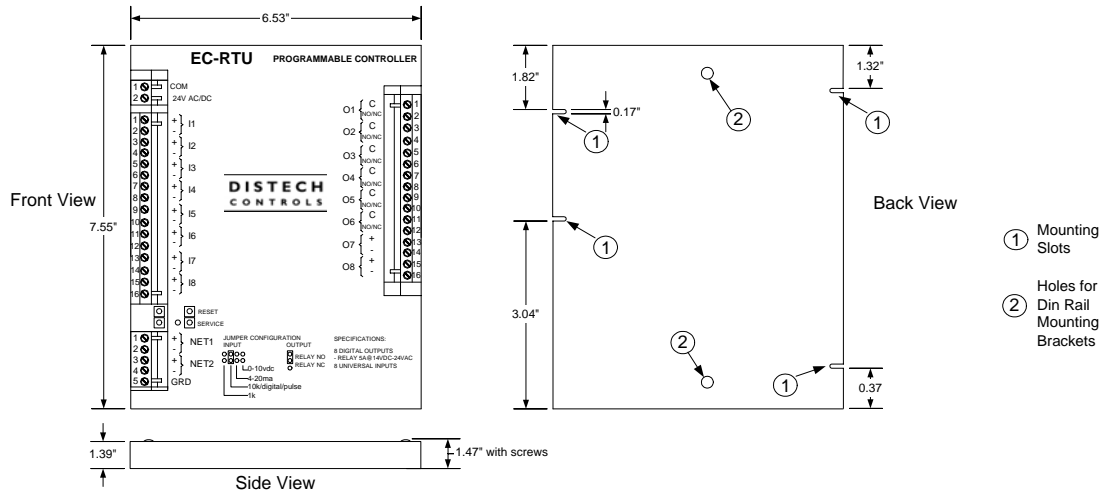 6.53"
EC-RTU PROGRAMMABLE CONTROLLER
1 COM
2 24V AC/DC
1 + I1
2 -
3 + I2
4 -
5 + I3
6 -
7 + I4
8 -
9 + I5
10 -
11 + I6
12 -
13 + I7
14 -
15 + I8
16 -
RESET
SERVICE
1 + NET1
2 -
3 + NET2
4 -
5 GRD
O1 C 1
NO/NC 2
O2 C 3
NO/NC 4
O3 C 5
NO/NC 6
O4 C 7
NO/NC 8
O5 C 9
NO/NC 10
O6 C 11
NO/NC 12
O7 + 13
- 14
O8 + 15
- 16
DISTECH
CONTROLS
JUMPER CONFIGURATION
INPUT
OUTPUT
0-10vdc
4-20ma
10k/digital/pulse
1k
RELAY NO
RELAY NC
SPECIFICATIONS:
8 DIGITAL OUTPUTS
- RELAY 5A@14VDC-24VAC
8 UNIVERSAL INPUTS
Front View
7.55"
1.39"
1.47" with screws
Side View
1.82"
0.17"
1.32"
1
2
1
1
3.04"
2
1
0.37
Back View
1 Mounting
Slots
2 Holes for
Din Rail
Mounting
Brackets